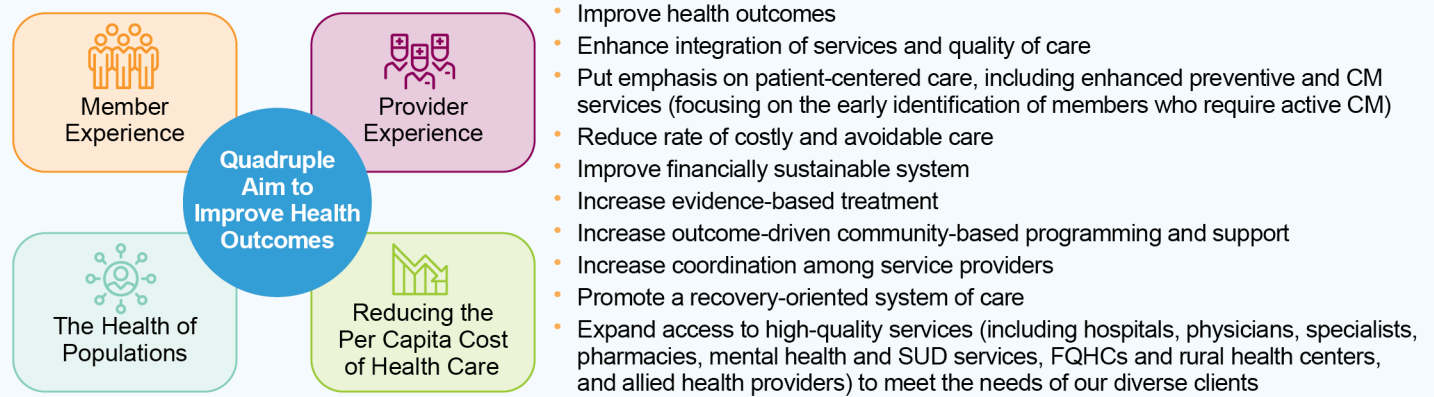 Member
Experience
Provider
Experience
Quadruple
Aim to
Improve Health
Outcomes
The Health of
Populations
Reducing the
Per Capita Cost
of Health Care
• Improve health outcomes
• Enhance integration of services and quality of care
• Put emphasis on patient-centered care, including enhanced preventive and CM
services (focusing on the early identification of members who require active CM)
• Reduce rate of costly and avoidable care
• Improve financially sustainable system
• Increase evidence-based treatment
• Increase outcome-driven community-based programming and support
• Increase coordination among service providers
• Promote a recovery-oriented system of care
• Expand access to high-quality services (including hospitals, physicians, specialists,
pharmacies, mental health and SUD services, FQHCs and rural health centers,
and allied health providers) to meet the needs of our diverse clients